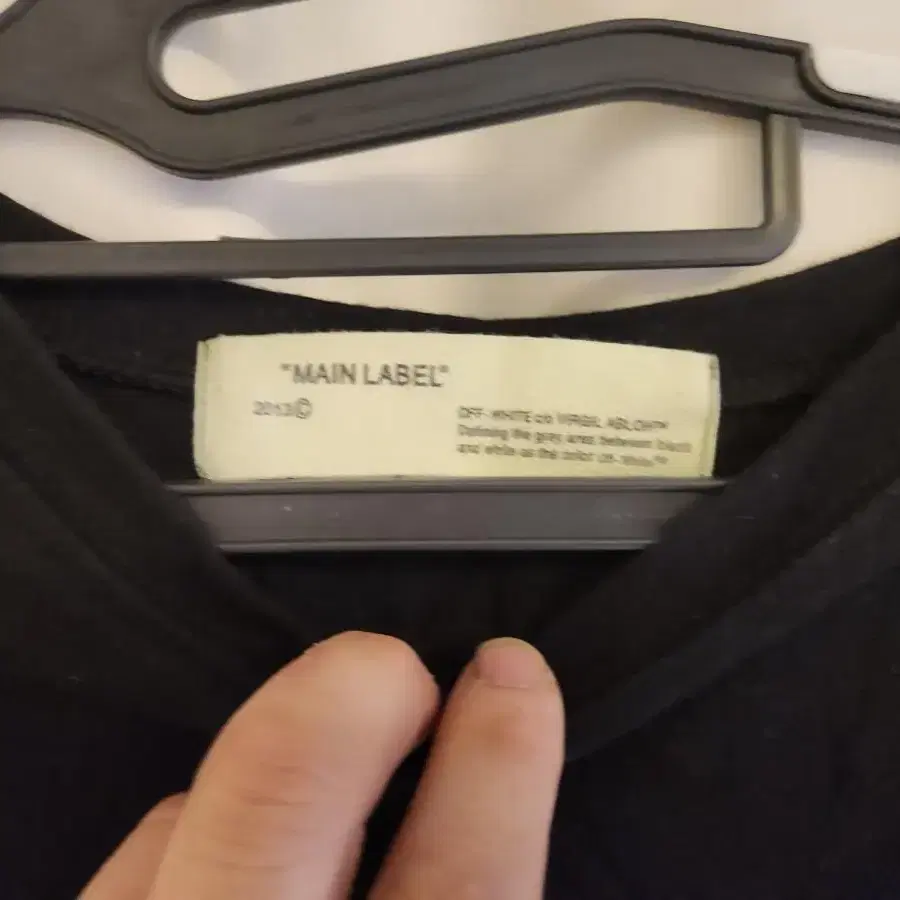 "MAIN LABEL"
2013©
OFF-WHITE c/o VIRGIL ABLOH™
Defining the grey area between black
and white as the color Off-White™